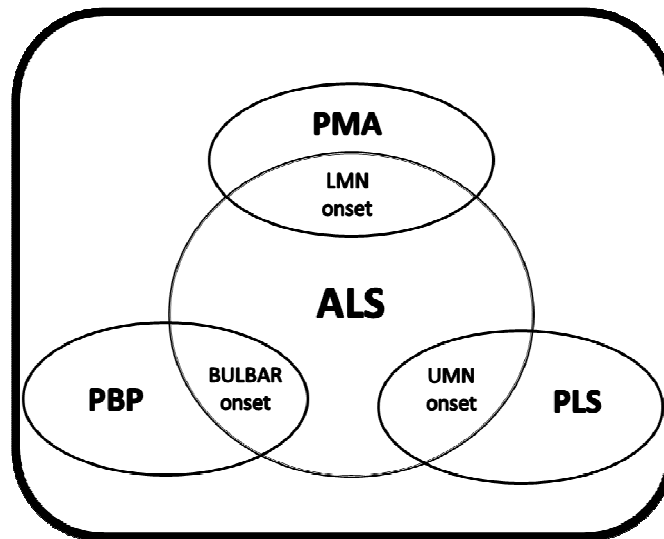 PMA
LMN
onset
ALS
PBP
BULBAR
onset
UMN
onset
PLS